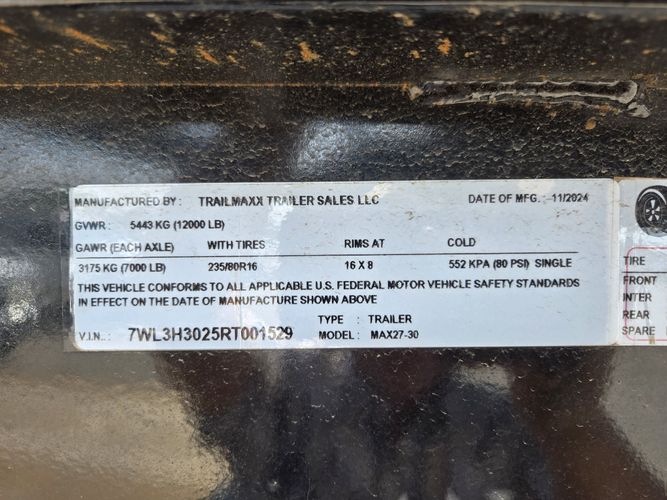 MANUFACTURED BY : TRAILMAXX TRAILER SALES LLC DATE OF MFG. : 11/2024
GVWR : 5443 KG (12000 LB)
GAWR (EACH AXLE) WITH TIRES RIMS AT COLD
3175 KG (7000 LB) 235/80R16 16 X 8 552 KPA (80 PSI) SINGLE
THIS VEHICLE CONFORMS TO ALL APPLICABLE U.S. FEDERAL MOTOR VEHICLE SAFETY STANDARDS
IN EFFECT ON THE DATE OF MANUFACTURE SHOWN ABOVE
TYPE : TRAILER
V.I.N.: 7WL3H3025RT001529 MODEL : MAX27-30
TIRE
FRONT
INTER
REAR
SPARE